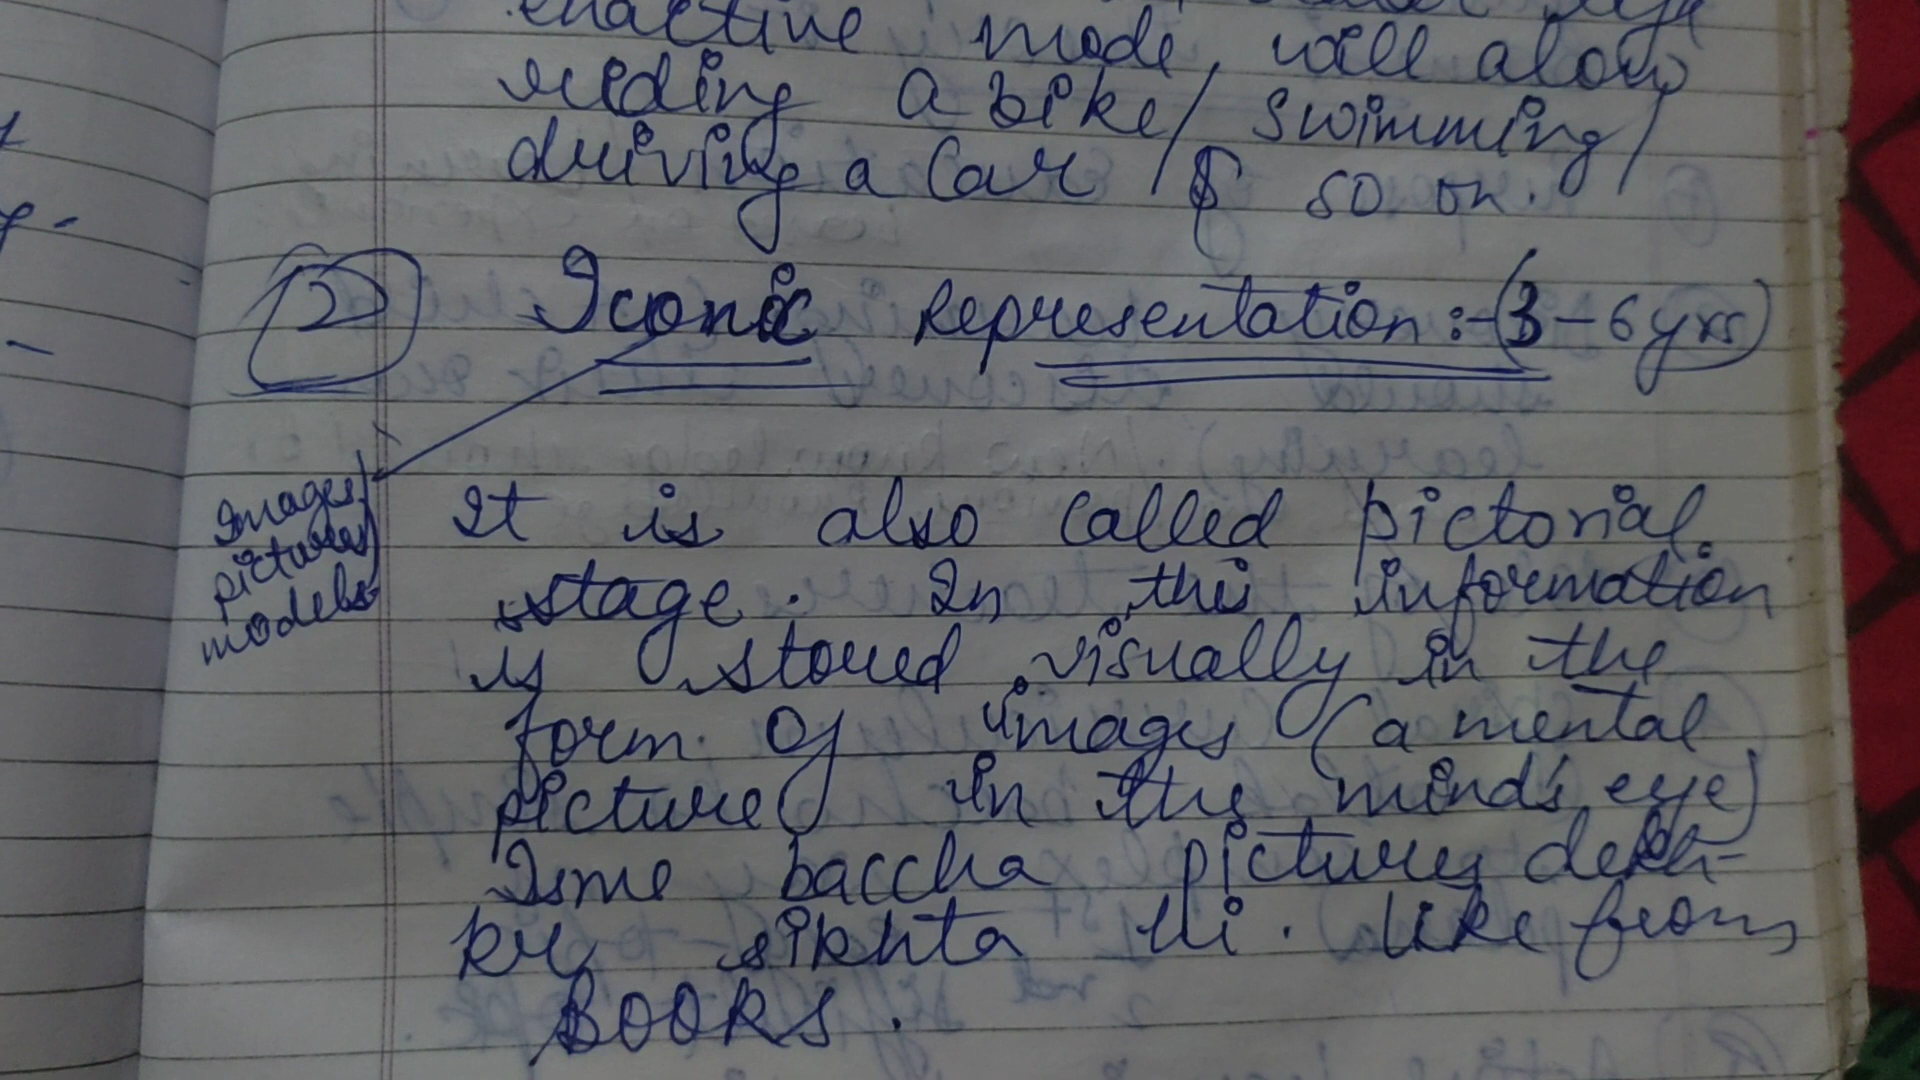 enactive mode, will alow
reding a bike/ swimming/
driving a Car / & so on.
② Iconic Representation :- (3-6 yrs)
Images
pictures
models
It is also called pictorial
stage. In this information
is stored visually in the
form of images (a mental
picture in the mind's eye)
Isme baccha pictures dekh-
kr sikhta hi. like from
BOOKS.